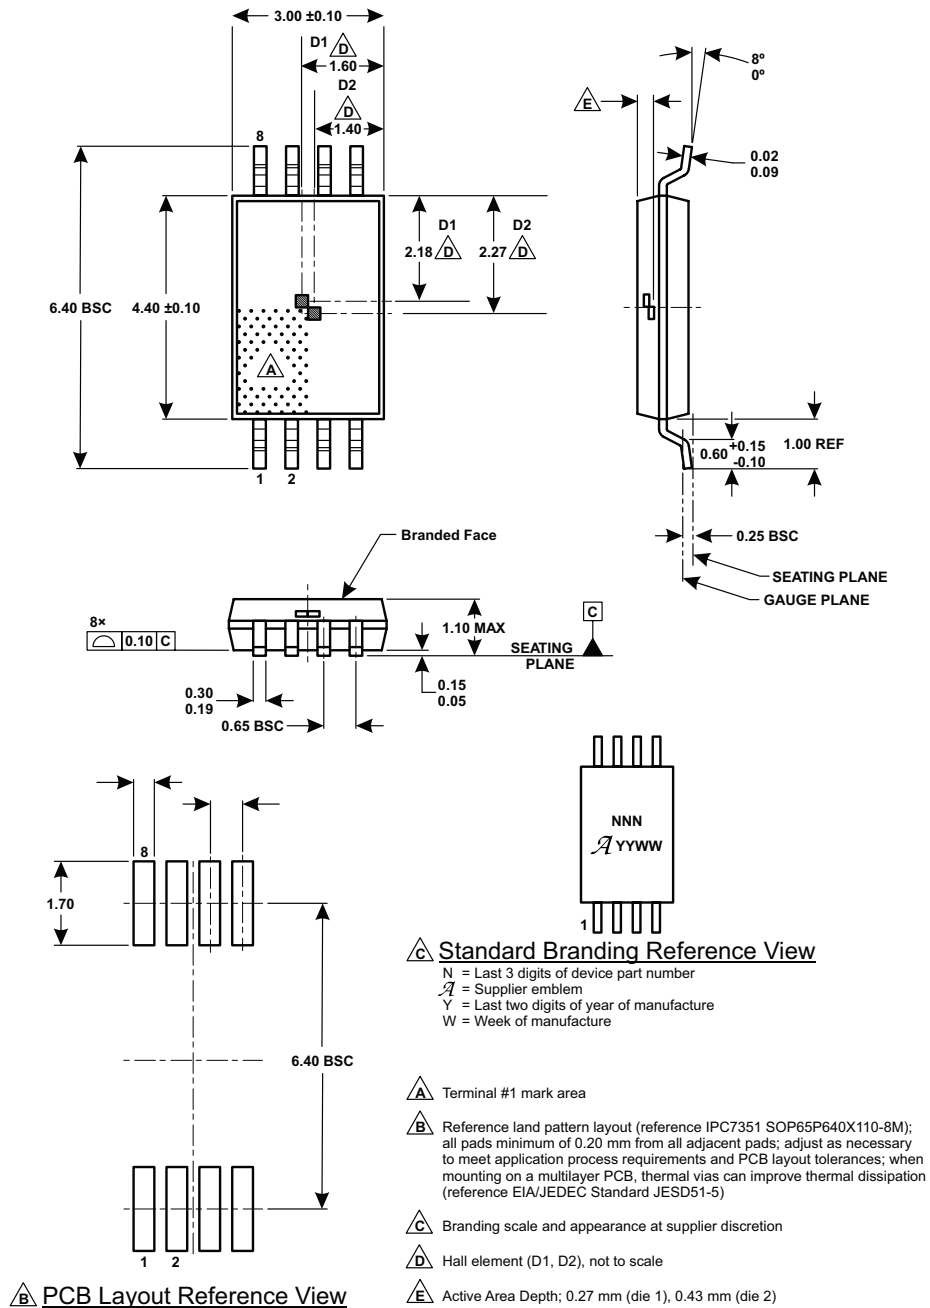 3.00 ±0.10
D1 D
1.60
D2
D
1.40
8
6.40 BSC
4.40 ±0.10
D1
2.18 D
D2
2.27 D
A
1 2
E
8º
0º
0.02
0.09
0.60 +0.15
-0.10
1.00 REF
0.25 BSC
SEATING PLANE
GAUGE PLANE
Branded Face
8×
0.10 C
1.10 MAX
C
SEATING
PLANE
0.15
0.05
0.30
0.19
0.65 BSC
8
1.70
6.40 BSC
1 2
B PCB Layout Reference View
NNN
A YYWW
1
C Standard Branding Reference View
N = Last 3 digits of device part number
A = Supplier emblem
Y = Last two digits of year of manufacture
W = Week of manufacture
A Terminal #1 mark area
B Reference land pattern layout (reference IPC7351 SOP65P640X110-8M);
all pads minimum of 0.20 mm from all adjacent pads; adjust as necessary
to meet application process requirements and PCB layout tolerances; when
mounting on a multilayer PCB, thermal vias can improve thermal dissipation
(reference EIA/JEDEC Standard JESD51-5)
C Branding scale and appearance at supplier discretion
D Hall element (D1, D2), not to scale
E Active Area Depth; 0.27 mm (die 1), 0.43 mm (die 2)